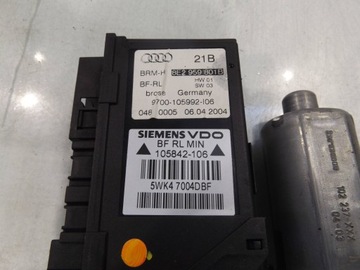 21B
BRM-H 8E2 959 801B
BF-RL HW 01
SW 03
brose Germany
9700-105992-106
048 0005 06.04.2004
SIEMENS VDO
BF RL MIN
105842-106
5WK4 7004DBF